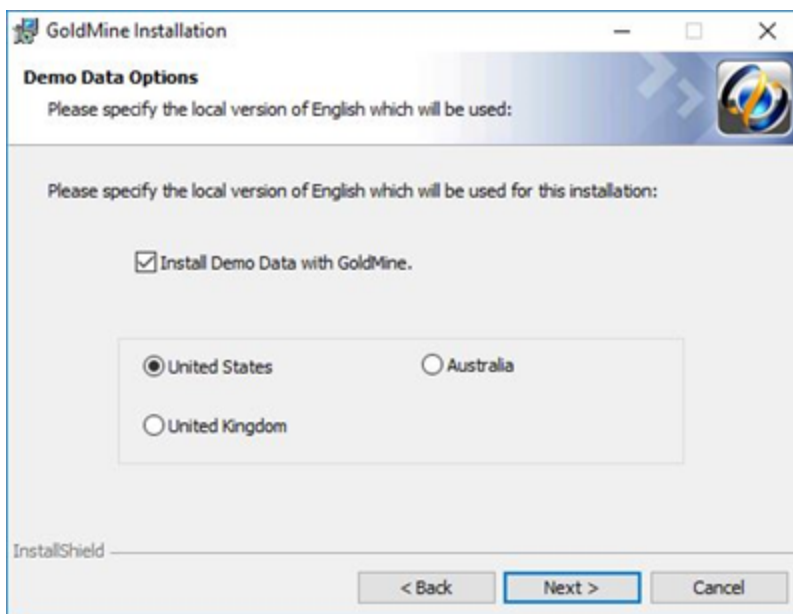 GoldMine Installation
Demo Data Options
Please specify the local version of English which will be used:
Please specify the local version of English which will be used for this installation:
Install Demo Data with GoldMine.
United States
Australia
United Kingdom
InstallShield
< Back
Next >
Cancel